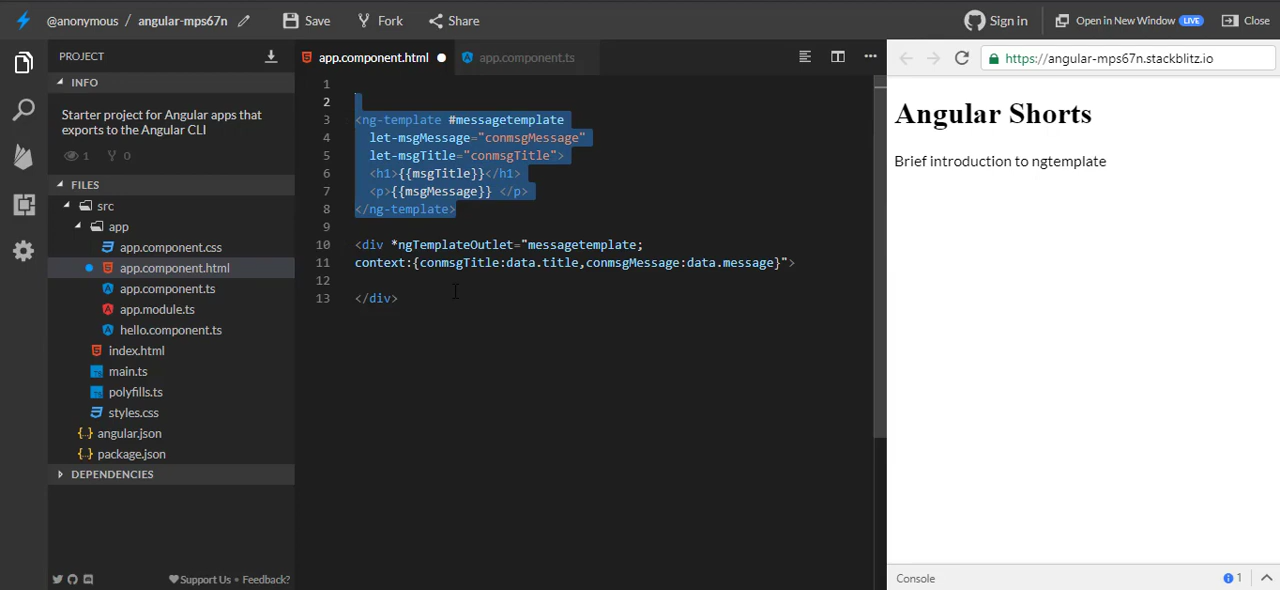 @anonymous / angular-mps67n Save Fork Share Sign in Open in New Window LIVE Close
PROJECT
INFO
Starter project for Angular apps that
exports to the Angular CLI
1 0
FILES
src
app
app.component.css
app.component.html
app.component.ts
app.module.ts
hello.component.ts
index.html
main.ts
polyfills.ts
styles.css
angular.json
package.json
DEPENDENCIES
Support Us • Feedback?
app.component.html app.component.ts
1
2
3 <ng-template #messagetemplate
4 let-msgMessage="conmsgMessage"
5 let-msgTitle="conmsgTitle">
6 <h1>{{msgTitle}}</h1>
7 <p>{{msgMessage}} </p>
8 </ng-template>
9
10 <div *ngTemplateOutlet="messagetemplate;
11 context:{conmsgTitle:data.title,conmsgMessage:data.message}">
12
13 </div>
https://angular-mps67n.stackblitz.io
Angular Shorts
Brief introduction to ngtemplate
Console 1